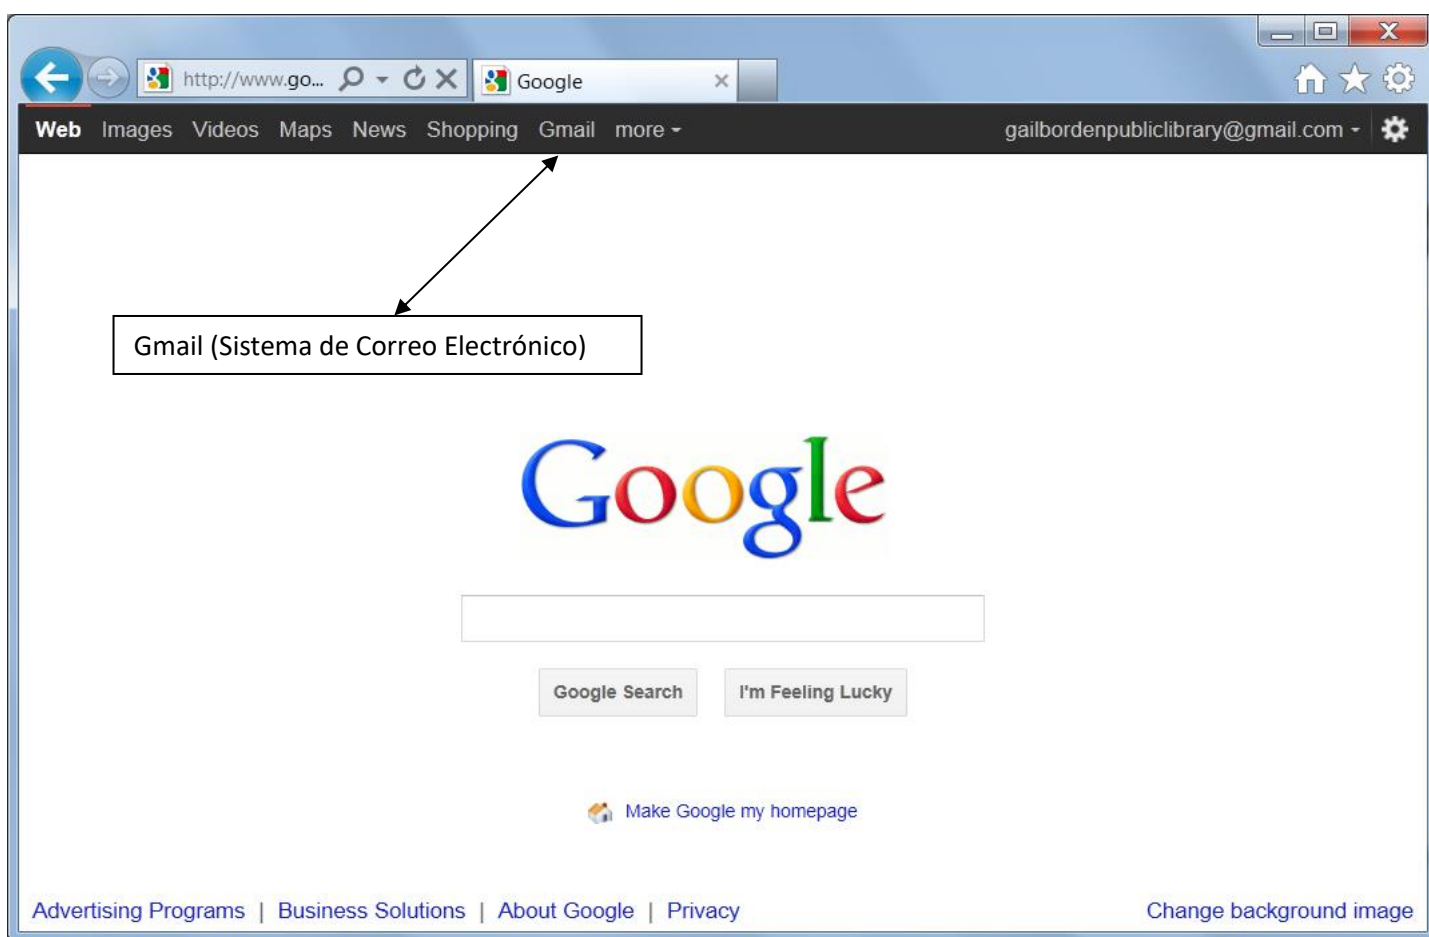 http://www.go... Google
Web Images Videos Maps News Shopping Gmail more gailbordenpubliclibrary@gmail.com
Gmail (Sistema de Correo Electrónico)
Google
Google Search I'm Feeling Lucky
Make Google my homepage
Advertising Programs | Business Solutions | About Google | Privacy Change background image